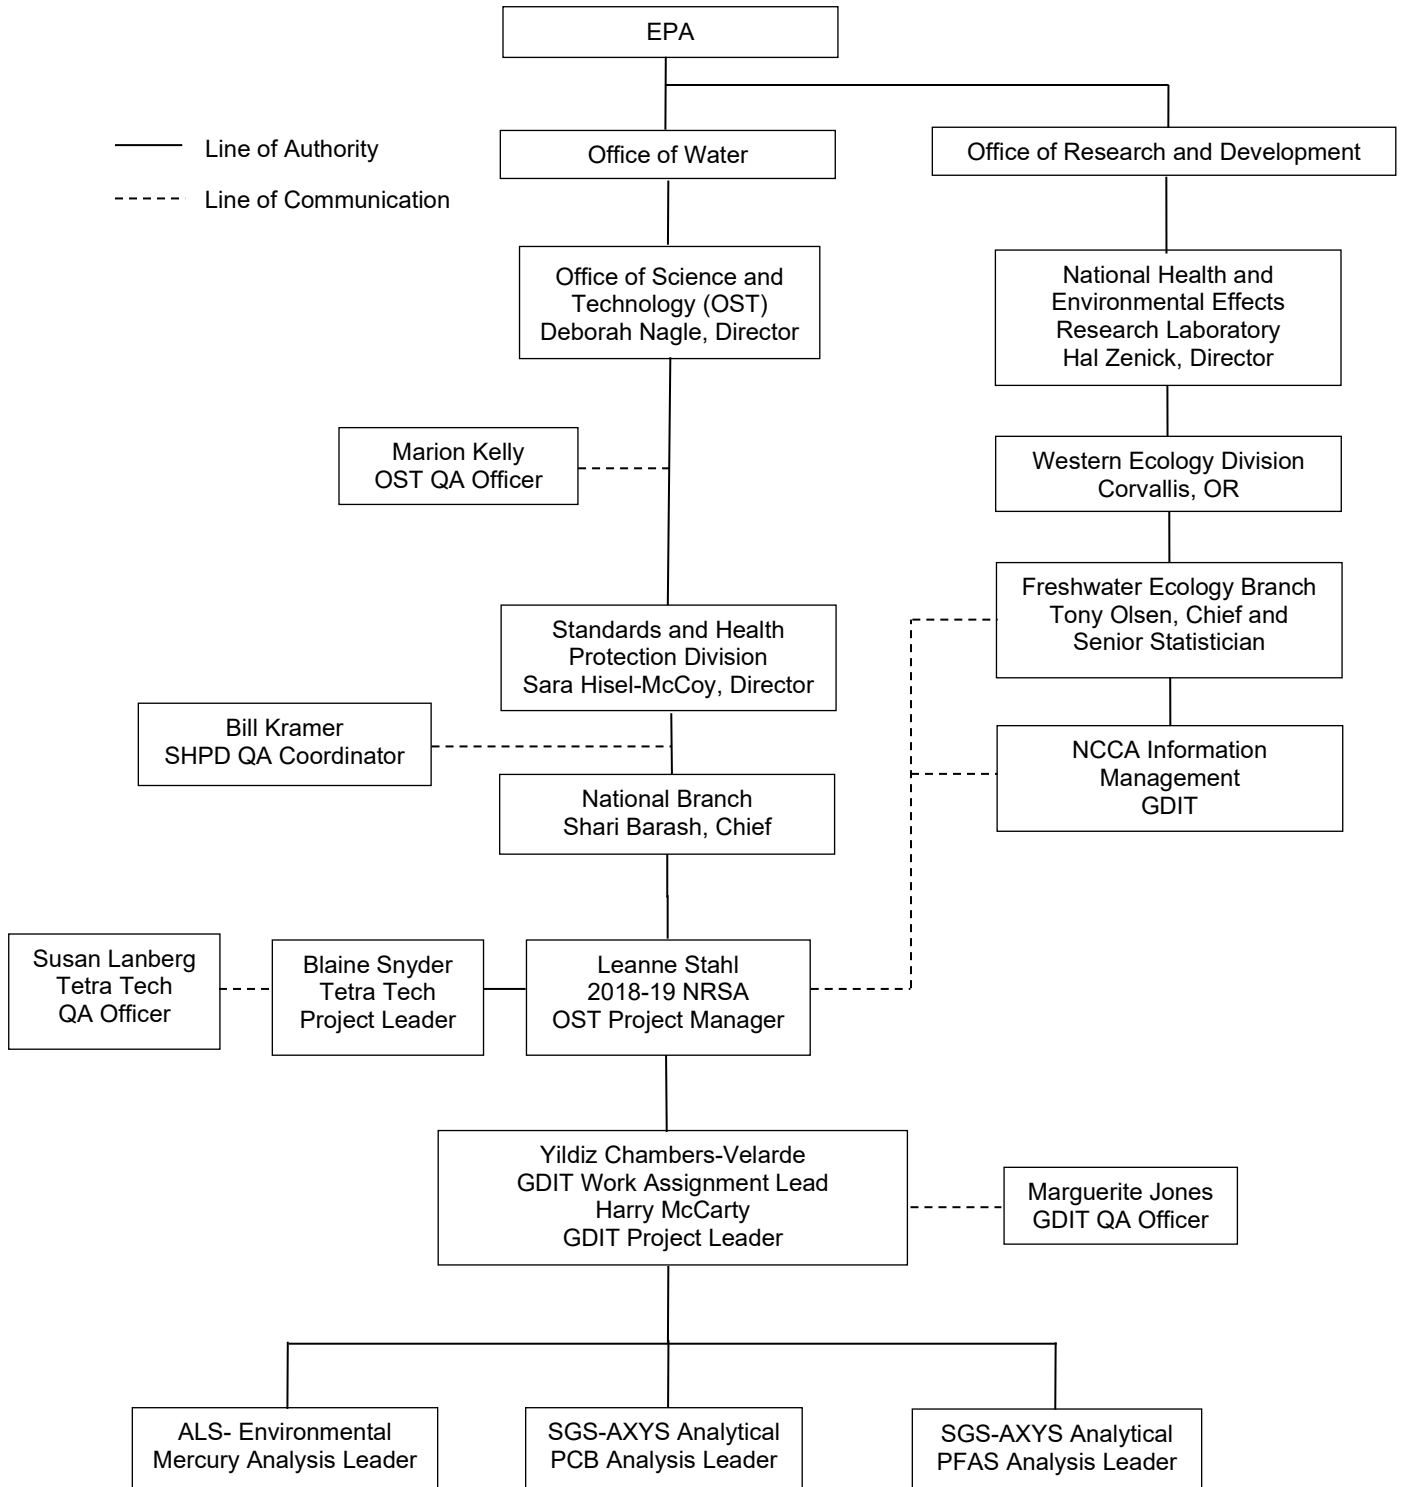 EPA
Line of Authority
Line of Communication
Office of Water
Office of Research and Development
Office of Science and
Technology (OST)
Deborah Nagle, Director
National Health and
Environmental Effects
Research Laboratory
Hal Zenick, Director
Marion Kelly
OST QA Officer
Western Ecology Division
Corvallis, OR
Freshwater Ecology Branch
Tony Olsen, Chief and
Senior Statistician
Standards and Health
Protection Division
Sara Hisel-McCoy, Director
Bill Kramer
SHPD QA Coordinator
NCCA Information
Management
GDIT
National Branch
Shari Barash, Chief
Susan Lanberg
Tetra Tech
QA Officer
Blaine Snyder
Tetra Tech
Project Leader
Leanne Stahl
2018-19 NRSA
OST Project Manager
Yildiz Chambers-Velarde
GDIT Work Assignment Lead
Harry McCarty
GDIT Project Leader
Marguerite Jones
GDIT QA Officer
ALS- Environmental
Mercury Analysis Leader
SGS-AXYS Analytical
PCB Analysis Leader
SGS-AXYS Analytical
PFAS Analysis Leader